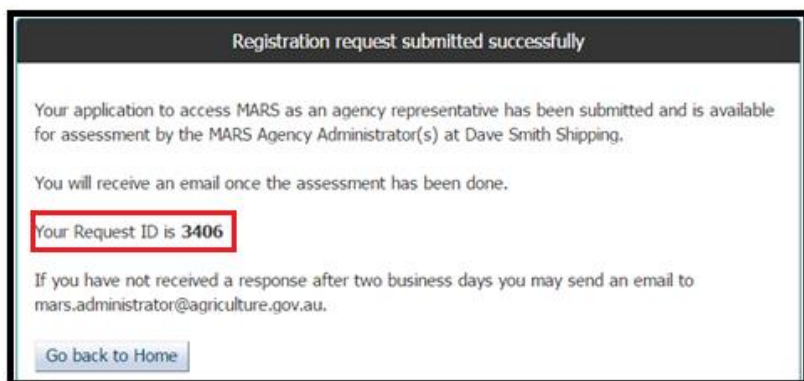 Registration request submitted successfully
Your application to access MARS as an agency representative has been submitted and is available
for assessment by the MARS Agency Administrator(s) at Dave Smith Shipping.
You will receive an email once the assessment has been done.
Your Request ID is 3406
If you have not received a response after two business days you may send an email to
mars.administrator@agriculture.gov.au.
Go back to Home